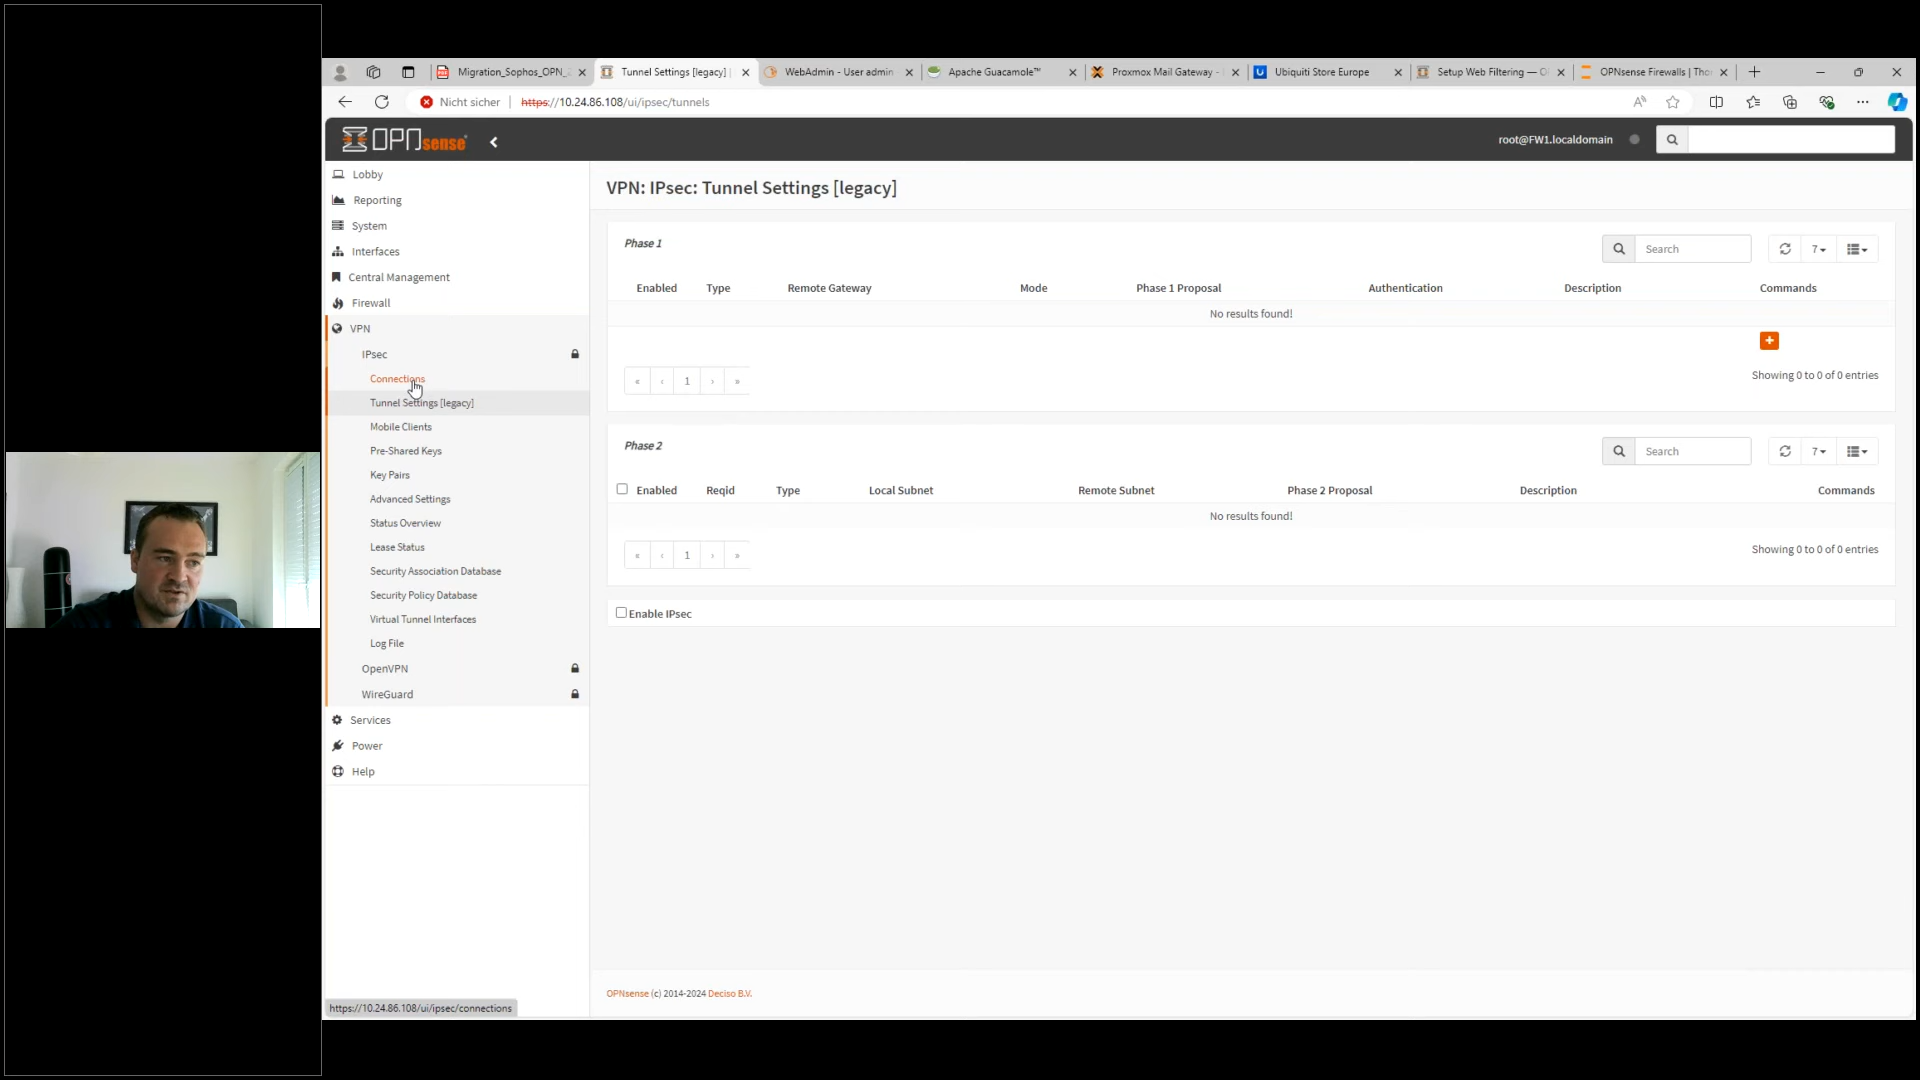 Migration_Sophos_OPN_
Tunnel Settings [legacy] |
WebAdmin - User admin
Apache Guacamole™
Proxmox Mail Gateway -
Ubiquiti Store Europe
Setup Web Filtering — O
OPNsense Firewalls | Tho
Nicht sicher
https://10.24.86.108/ui/ipsec/tunnels
OPNsense
root@FW1.localdomain
Lobby
Reporting
System
Interfaces
Central Management
Firewall
VPN
IPsec
Connections
Tunnel Settings [legacy]
Mobile Clients
Pre-Shared Keys
Key Pairs
Advanced Settings
Status Overview
Lease Status
Security Association Database
Security Policy Database
Virtual Tunnel Interfaces
Log File
OpenVPN
WireGuard
Services
Power
Help
VPN: IPsec: Tunnel Settings [legacy]
Phase 1
Search
7
Enabled Type Remote Gateway Mode Phase 1 Proposal Authentication Description Commands
No results found!
+
« ‹ 1 › »
Showing 0 to 0 of 0 entries
Phase 2
Search
7
Enabled Reqid Type Local Subnet Remote Subnet Phase 2 Proposal Description Commands
No results found!
« ‹ 1 › »
Showing 0 to 0 of 0 entries
Enable IPsec
OPNsense (c) 2014-2024 Deciso B.V.
https://10.24.86.108/ui/ipsec/connections